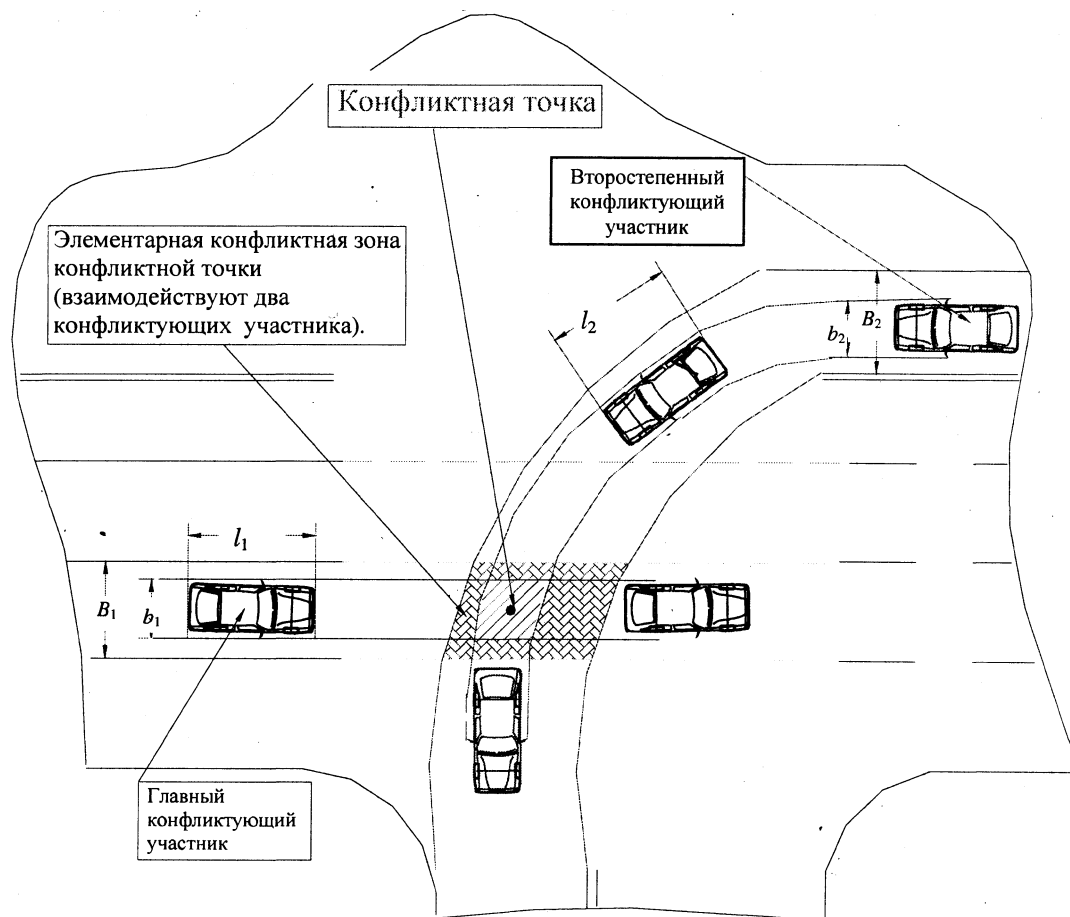 Конфликтная точка
Второстепенный
конфликтующий
участник
Элементарная конфликтная зона
конфликтной точки
(взаимодействуют два
конфликтующих участника).
l₂
B₂
b₂
l₁
B₁
b₁
Главный
конфликтующий
участник